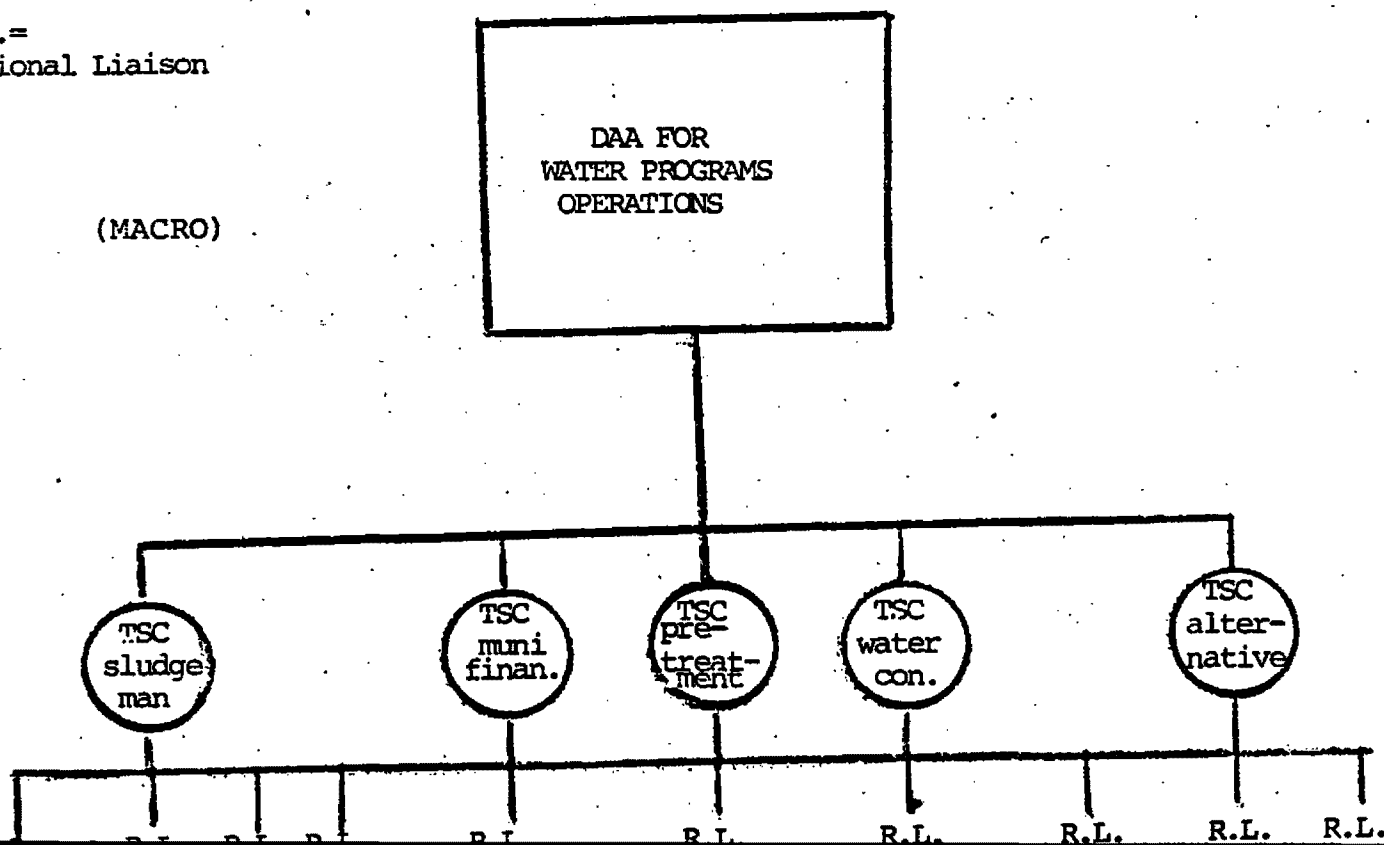 .=
ional Liaison
(MACRO)
DAA FOR
WATER PROGRAMS
OPERATIONS
TSC
sludge
man
TSC
muni
finan.
TSC
pre-
treat-
ment
TSC
water
con.
TSC
alter-
native
R.L.
R.L.
R.L.
R.L.
R.L.
R.L.
R.L.
R.L.
R.L.